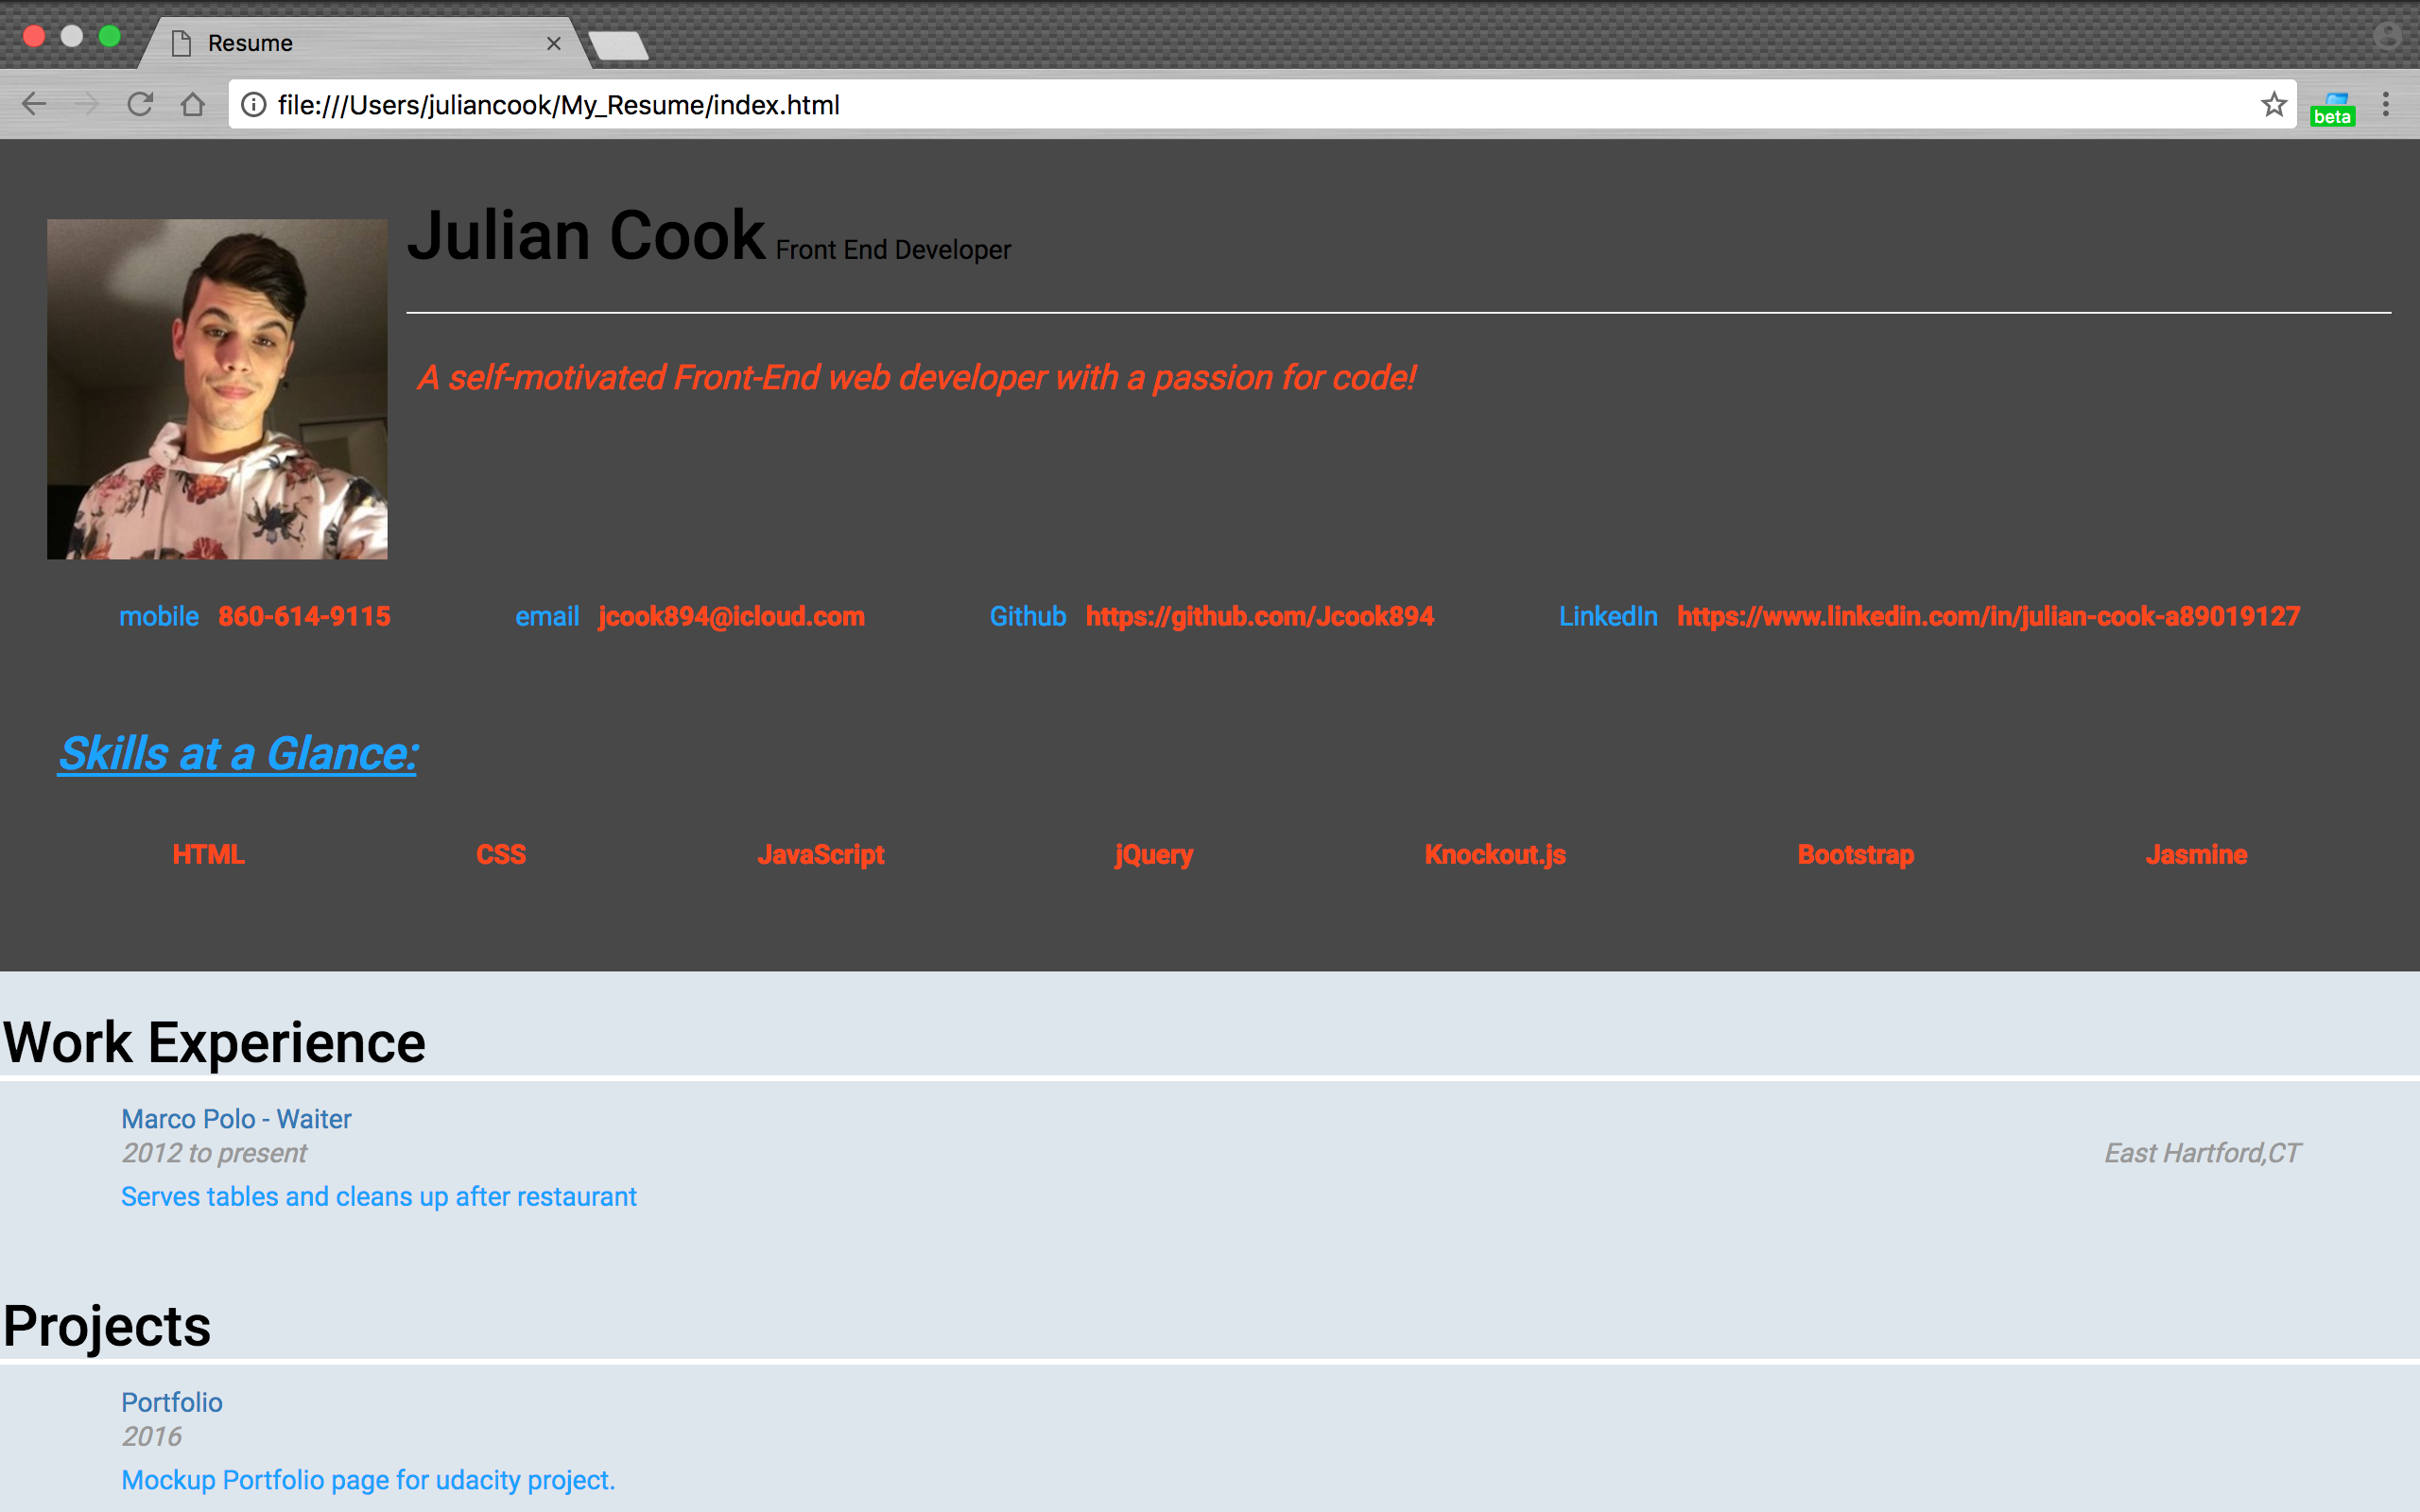 Resume
file:///Users/juliancook/My_Resume/index.html
beta
Julian Cook Front End Developer
A self-motivated Front-End web developer with a passion for code!
mobile 860-614-9115 email jcook894@icloud.com Github https://github.com/Jcook894 LinkedIn https://www.linkedin.com/in/julian-cook-a89019127
Skills at a Glance:
HTML CSS JavaScript jQuery Knockout.js Bootstrap Jasmine
Work Experience
Marco Polo - Waiter
2012 to present East Hartford,CT
Serves tables and cleans up after restaurant
Projects
Portfolio
2016
Mockup Portfolio page for udacity project.